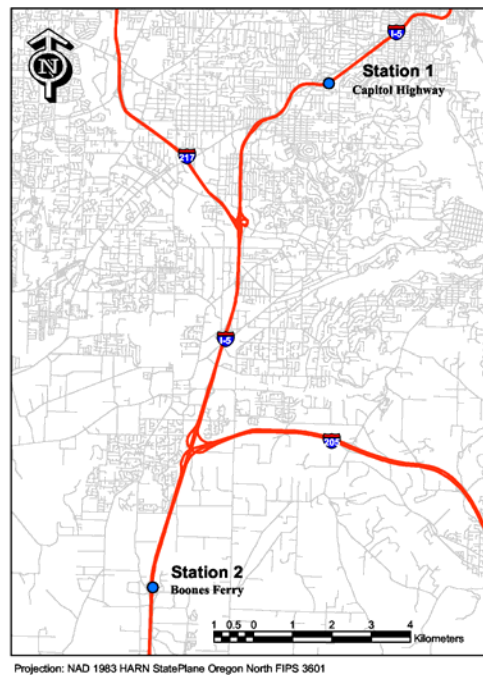 I-5
N
Station 1
Capitol Highway
217
I-5
205
Station 2
Boones Ferry
1 0.5 0 1 2 3 4
Kilometers
Projection: NAD 1983 HARN StatePlane Oregon North FIPS 3601